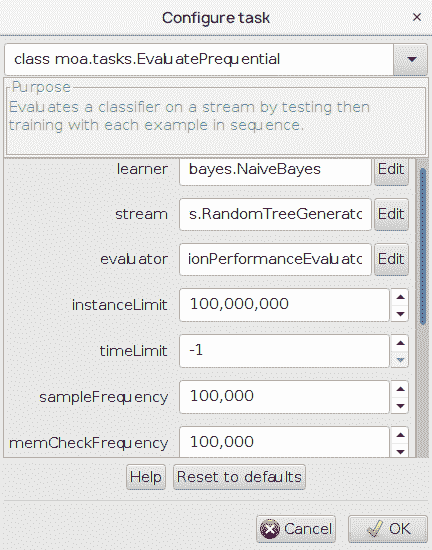 Configure task
class moa.tasks.EvaluatePrequential
Purpose
Evaluates a classifier on a stream by testing then
training with each example in sequence.
learner bayes.NaiveBayes Edit
stream s.RandomTreeGenerato Edit
evaluator ionPerformanceEvaluato Edit
instanceLimit 100,000,000
timeLimit -1
sampleFrequency 100,000
memCheckFrequency 100,000
Help Reset to defaults
Cancel OK